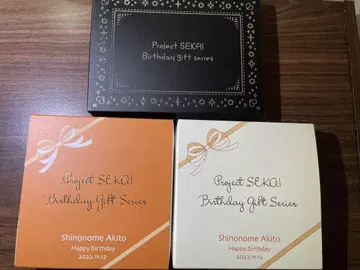 Project SEKAI
Birthday Gift series
Project SEKAI
Birthday Gift Series
Shinonome Akito
Happy Birthday
2022.11.12
Project SEKAI
Birthday Gift Series
Shinonome Akito
Happy Birthday
2022.11.12